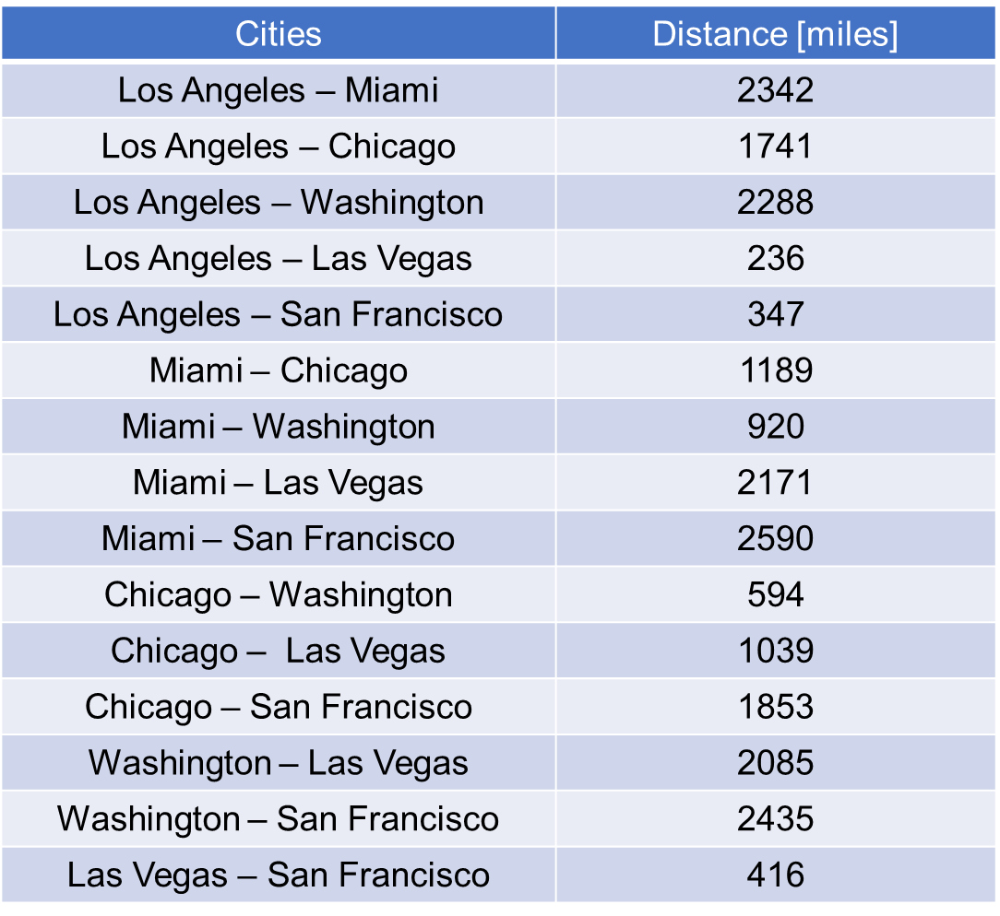 Cities Distance [miles]
Los Angeles – Miami 2342
Los Angeles – Chicago 1741
Los Angeles – Washington 2288
Los Angeles – Las Vegas 236
Los Angeles – San Francisco 347
Miami – Chicago 1189
Miami – Washington 920
Miami – Las Vegas 2171
Miami – San Francisco 2590
Chicago – Washington 594
Chicago –  Las Vegas 1039
Chicago – San Francisco 1853
Washington – Las Vegas 2085
Washington – San Francisco 2435
Las Vegas – San Francisco 416